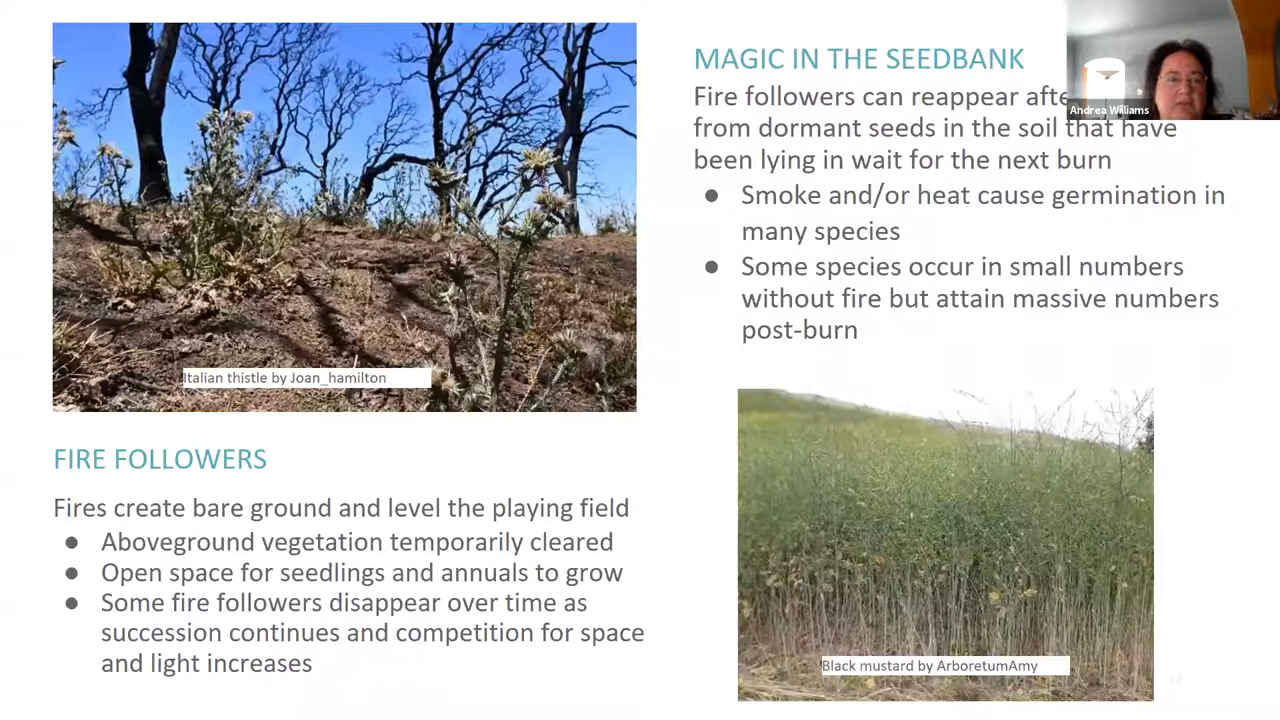 Italian thistle by Joan_hamilton
FIRE FOLLOWERS
Fires create bare ground and level the playing field
● Aboveground vegetation temporarily cleared
● Open space for seedlings and annuals to grow
● Some fire followers disappear over time as
succession continues and competition for space
and light increases
MAGIC IN THE SEEDBANK
Fire followers can reappear
from dormant seeds in the soil that have
been lying in wait for the next burn
● Smoke and/or heat cause germination in
many species
● Some species occur in small numbers
without fire but attain massive numbers
post-burn
Black mustard by ArboretumAmy
Andrea Williams